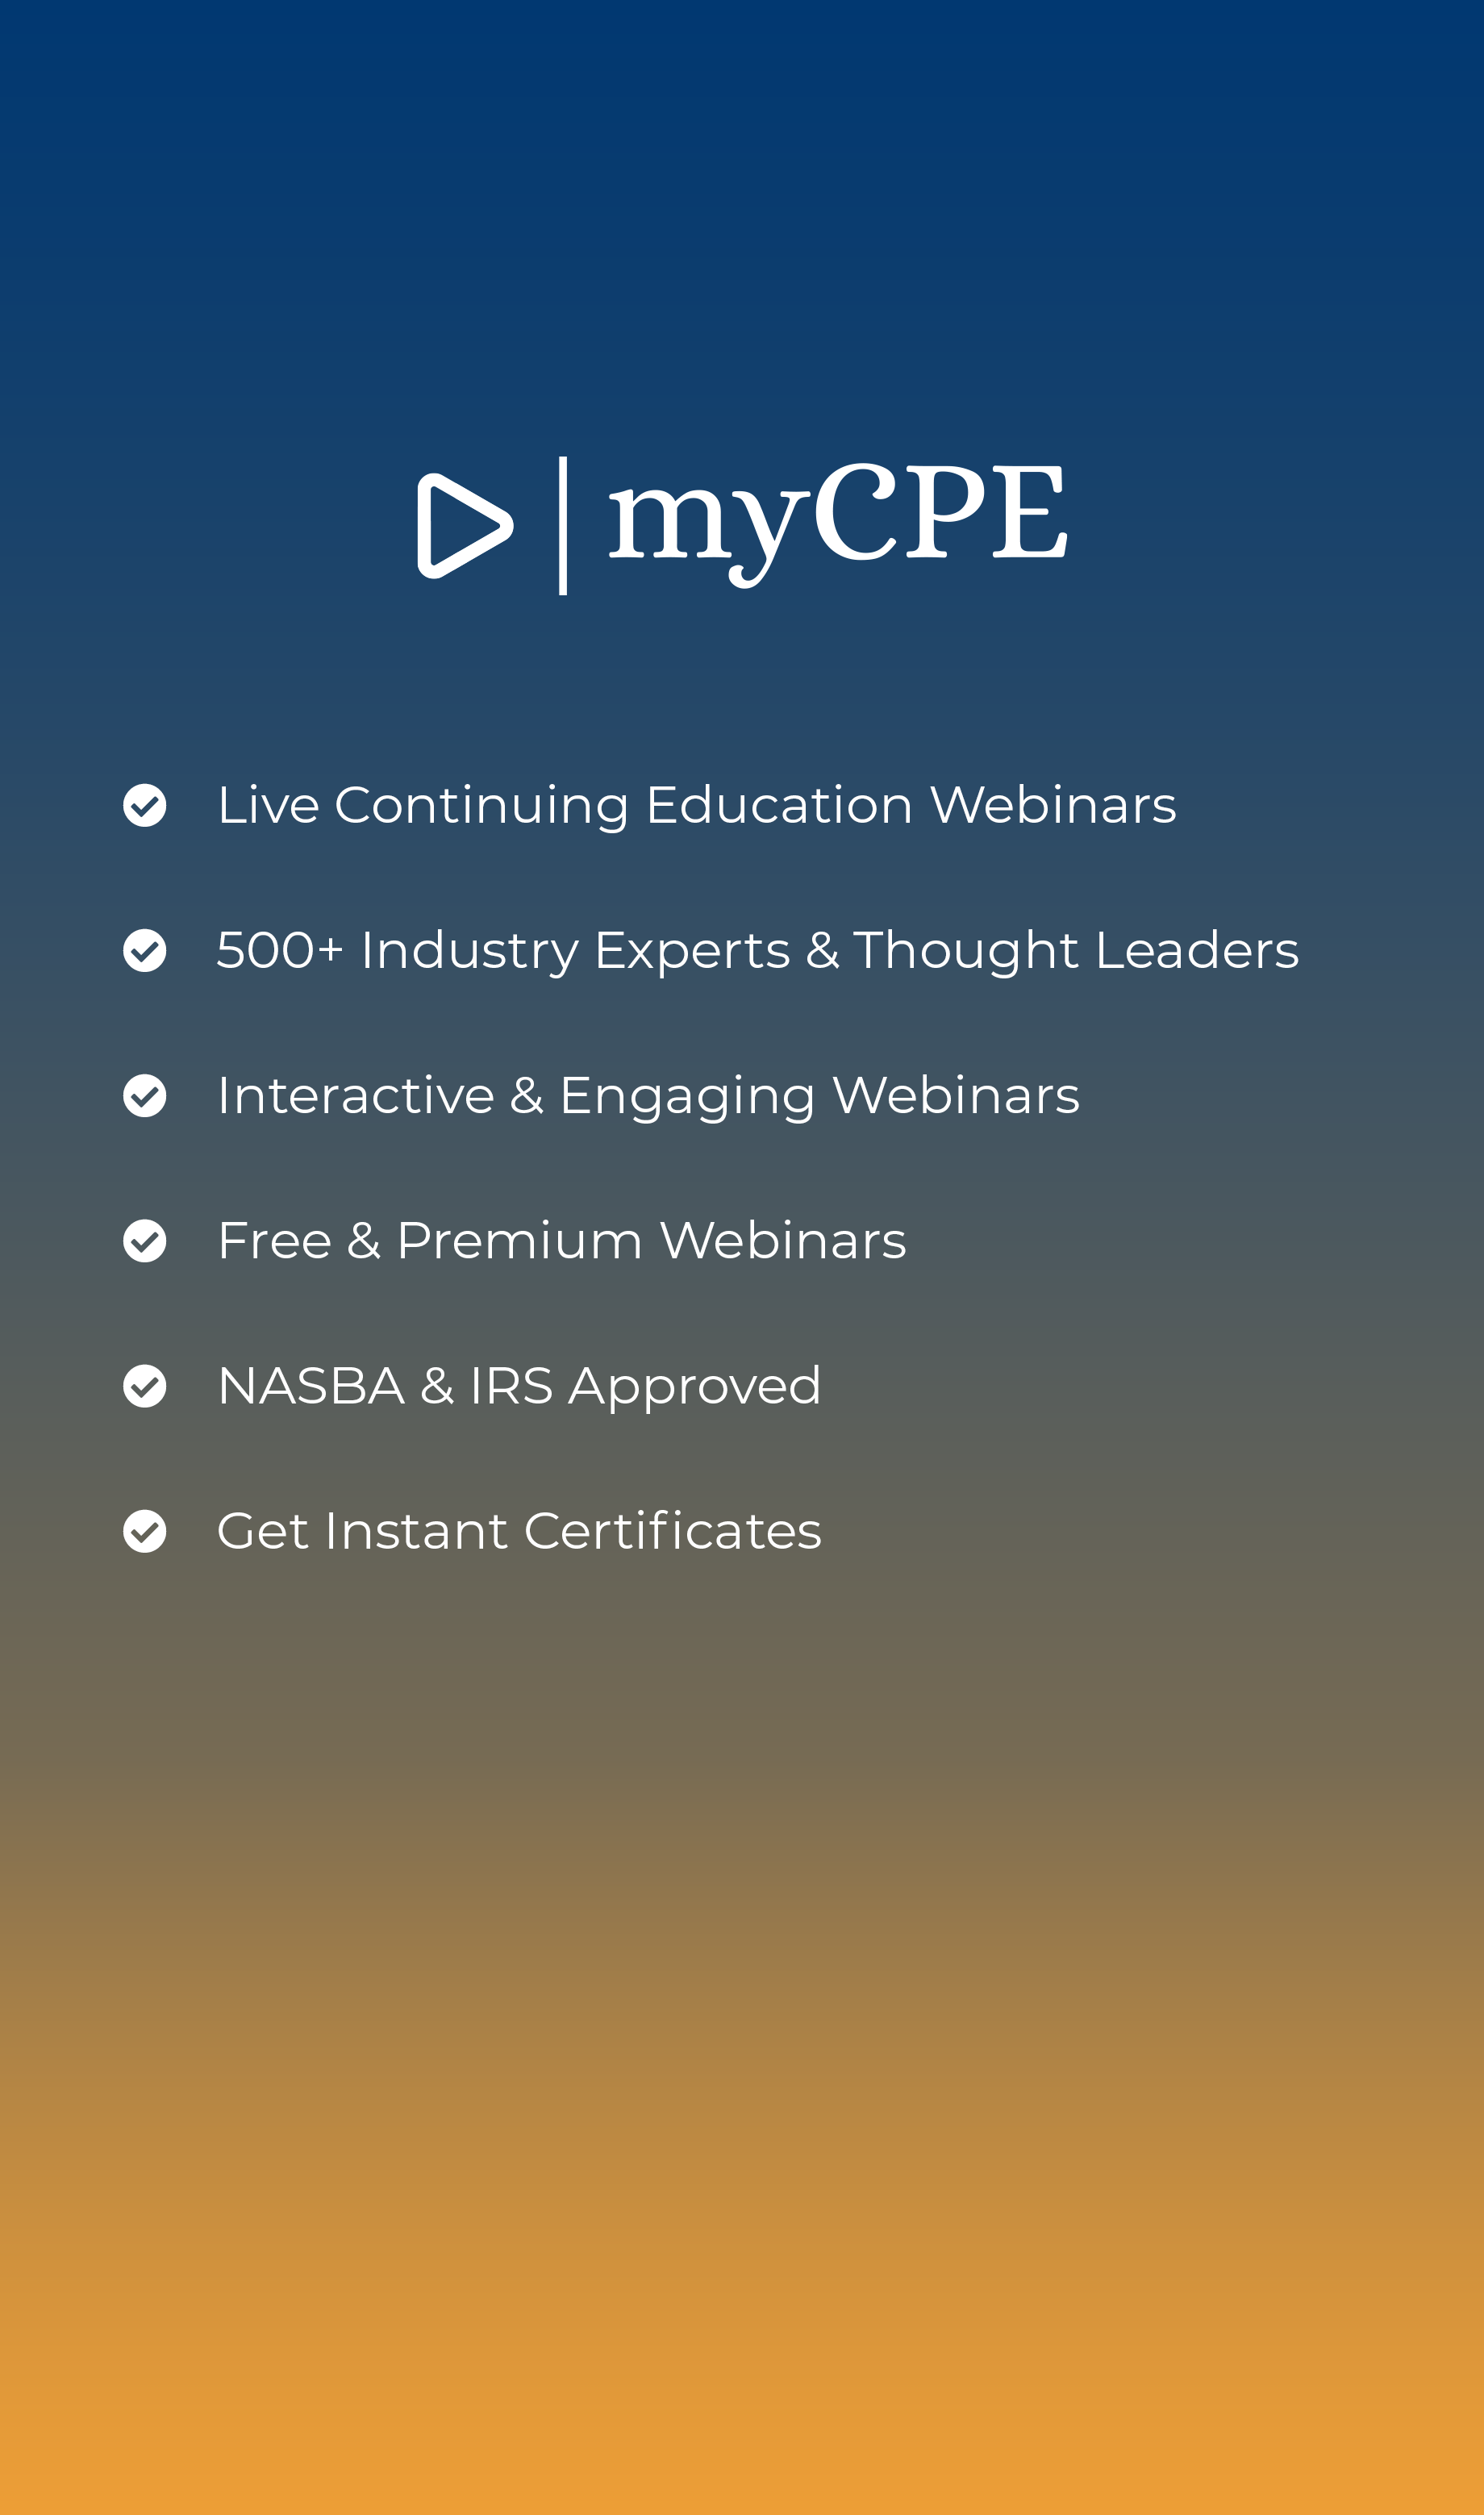 myCPE
Live Continuing Education Webinars
500+ Industry Experts & Thought Leaders
Interactive & Engaging Webinars
Free & Premium Webinars
NASBA & IRS Approved
Get Instant Certificates